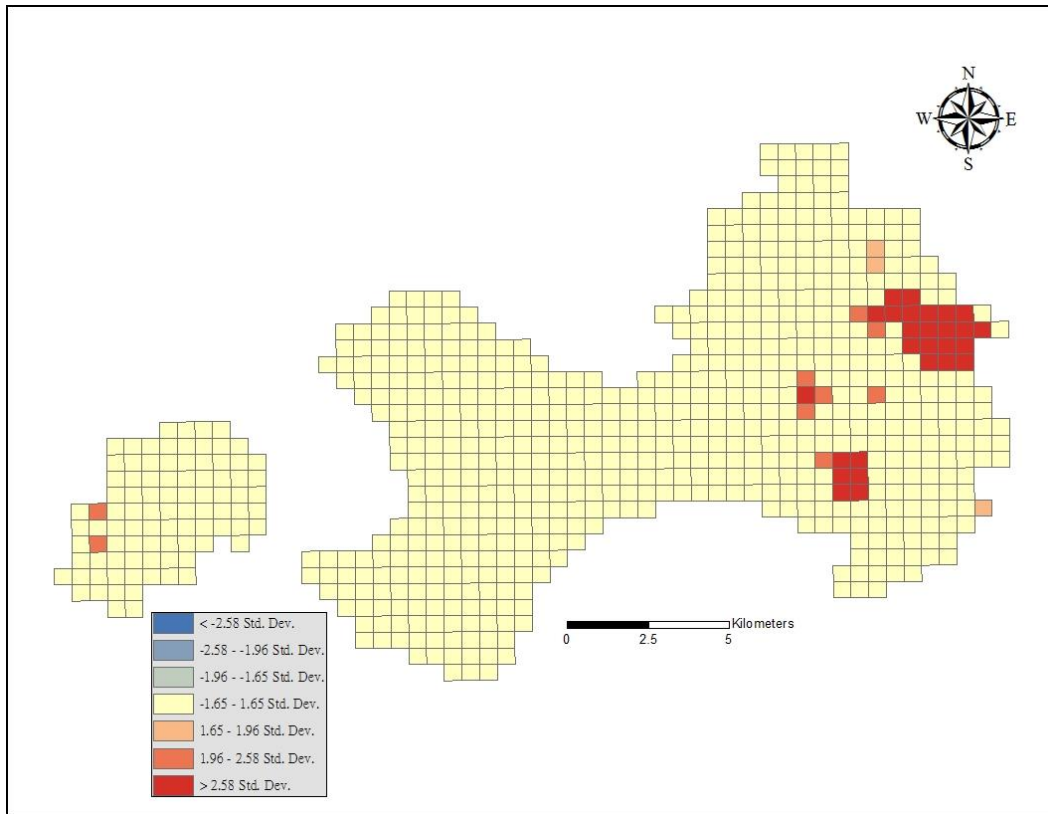 N
W E
S
Kilometers
0 2.5 5
< -2.58 Std. Dev.
-2.58 - -1.96 Std. Dev.
-1.96 - -1.65 Std. Dev.
-1.65 - 1.65 Std. Dev.
1.65 - 1.96 Std. Dev.
1.96 - 2.58 Std. Dev.
> 2.58 Std. Dev.